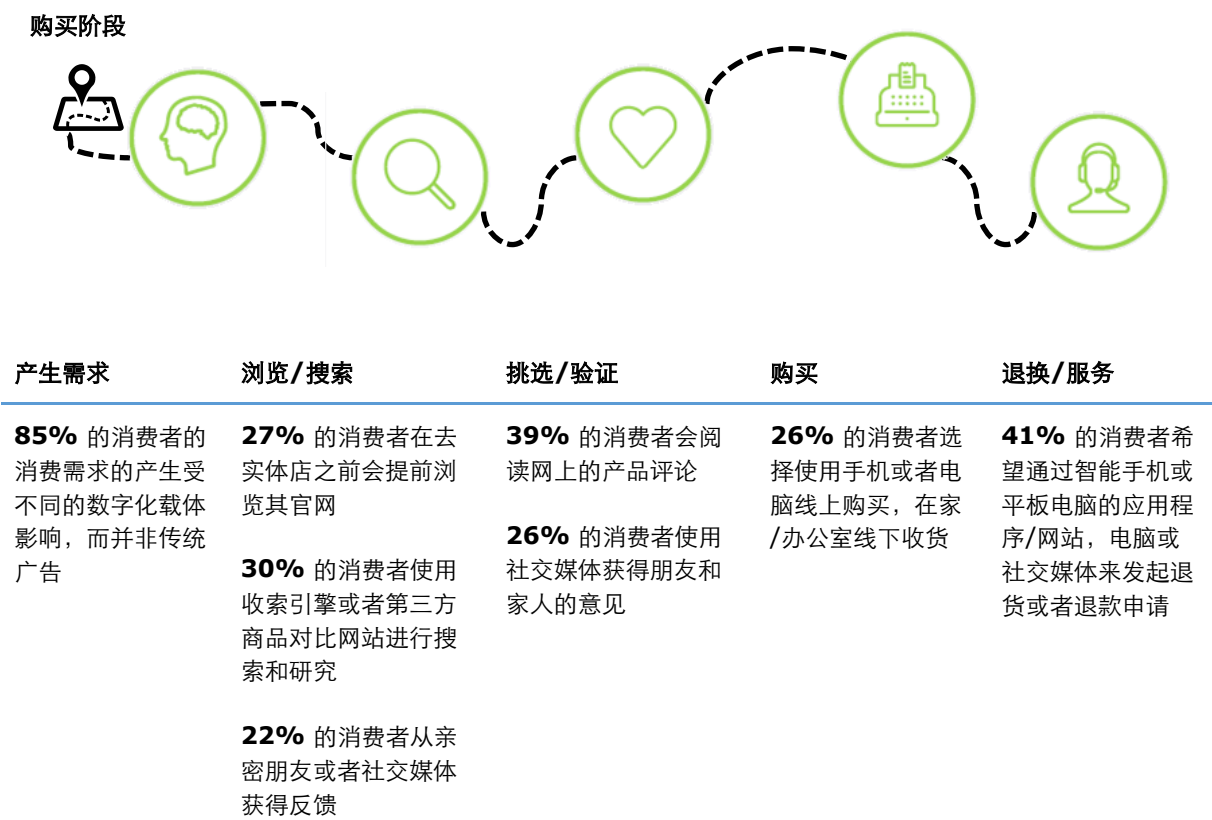 购买阶段
产生需求
85% 的消费者的
消费需求的产生受
不同的数字化载体
影响，而并非传统
广告
浏览/搜索
27% 的消费者在去
实体店之前会提前浏
览其官网
30% 的消费者使用
收索引擎或者第三方
商品对比网站进行搜
索和研究
22% 的消费者从亲
密朋友或者社交媒体
获得反馈
挑选/验证
39% 的消费者会阅
读网上的产品评论
26% 的消费者使用
社交媒体获得朋友和
家人的意见
购买
26% 的消费者选
择使用手机或者电
脑线上购买，在家
/办公室线下收货
退换/服务
41% 的消费者希
望通过智能手机或
平板电脑的应用程
序/网站，电脑或
社交媒体来发起退
货或者退款申请